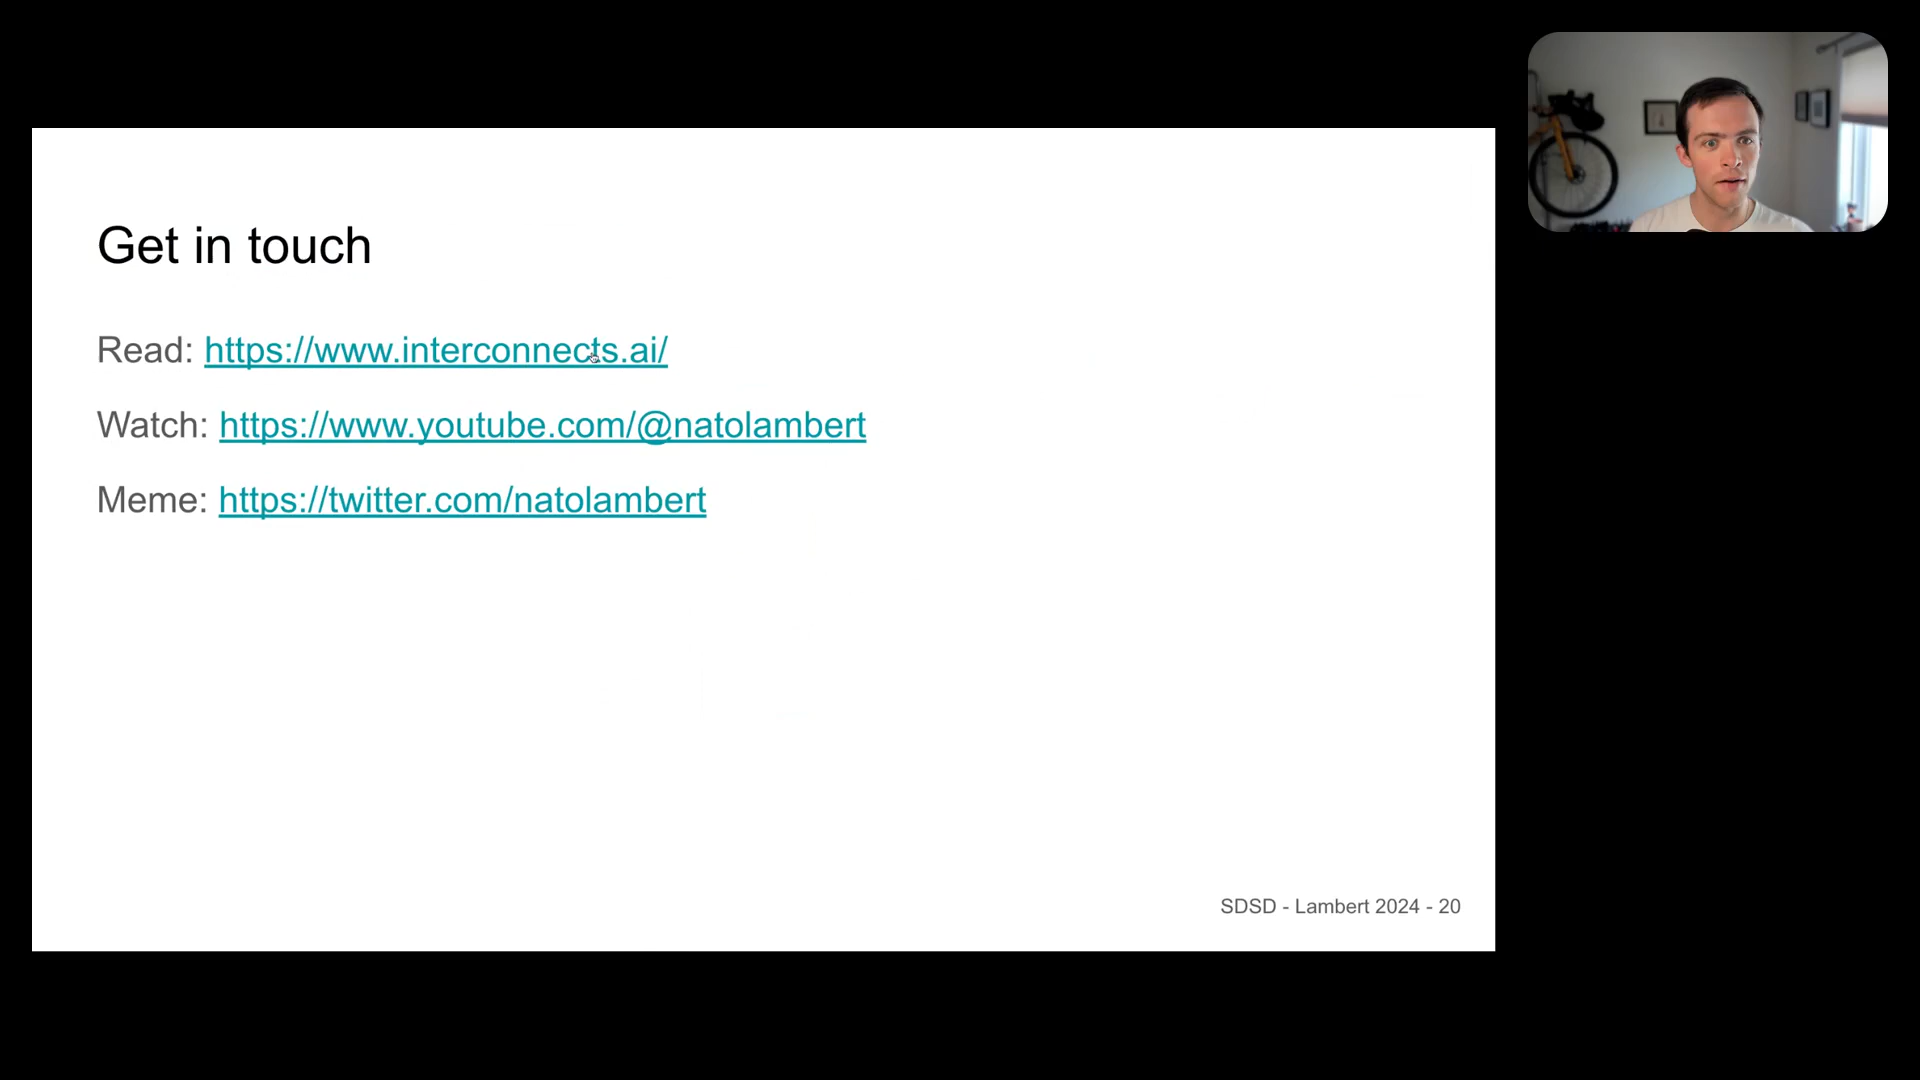 Get in touch
Read: https://www.interconnects.ai/
Watch: https://www.youtube.com/@natolambert
Meme: https://twitter.com/natolambert
SDSD - Lambert 2024 - 20